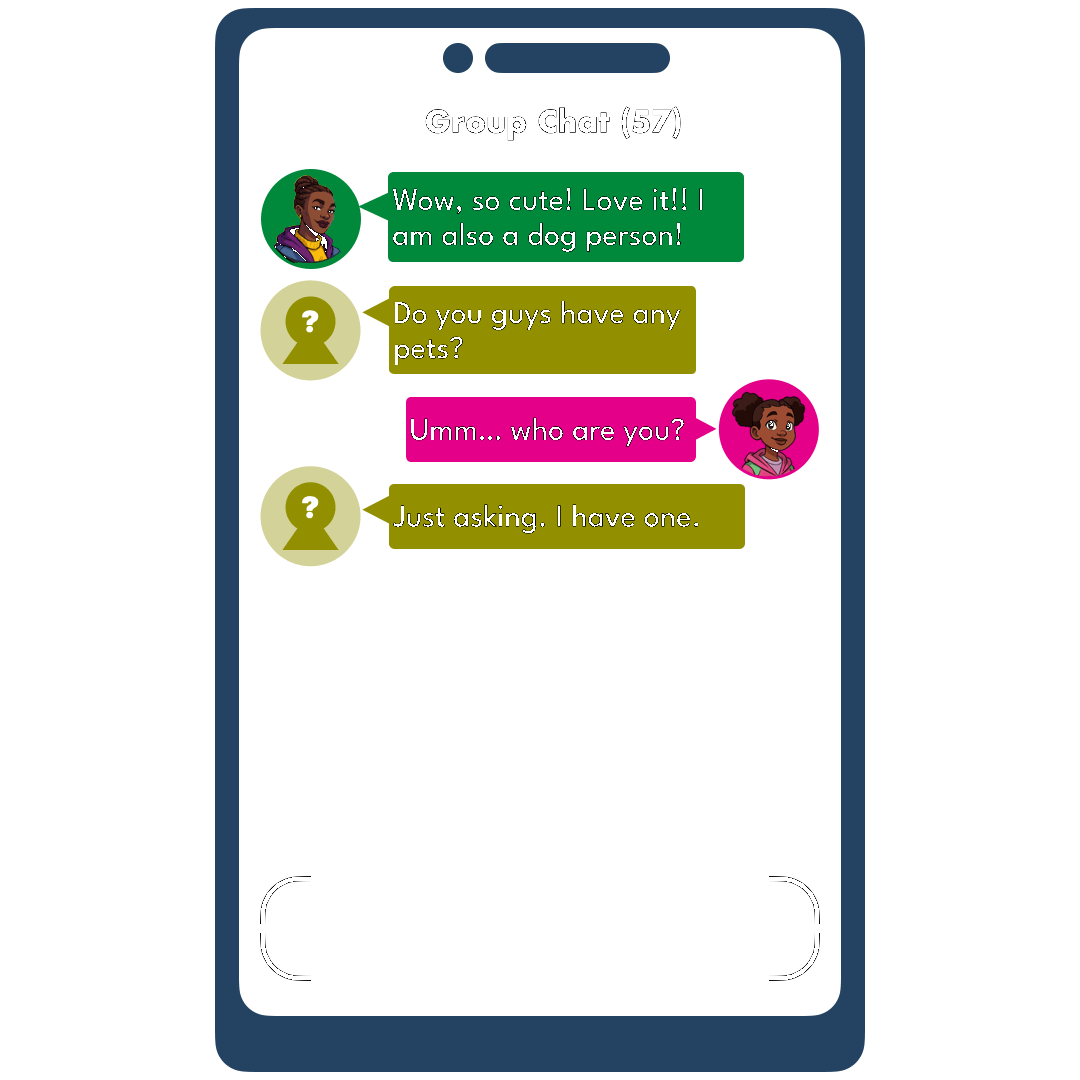 Group Chat (57)
Wow, so cute! Love it!! I
am also a dog person!
?
Do you guys have any
pets?
Umm... who are you?
?
Just asking. I have one.